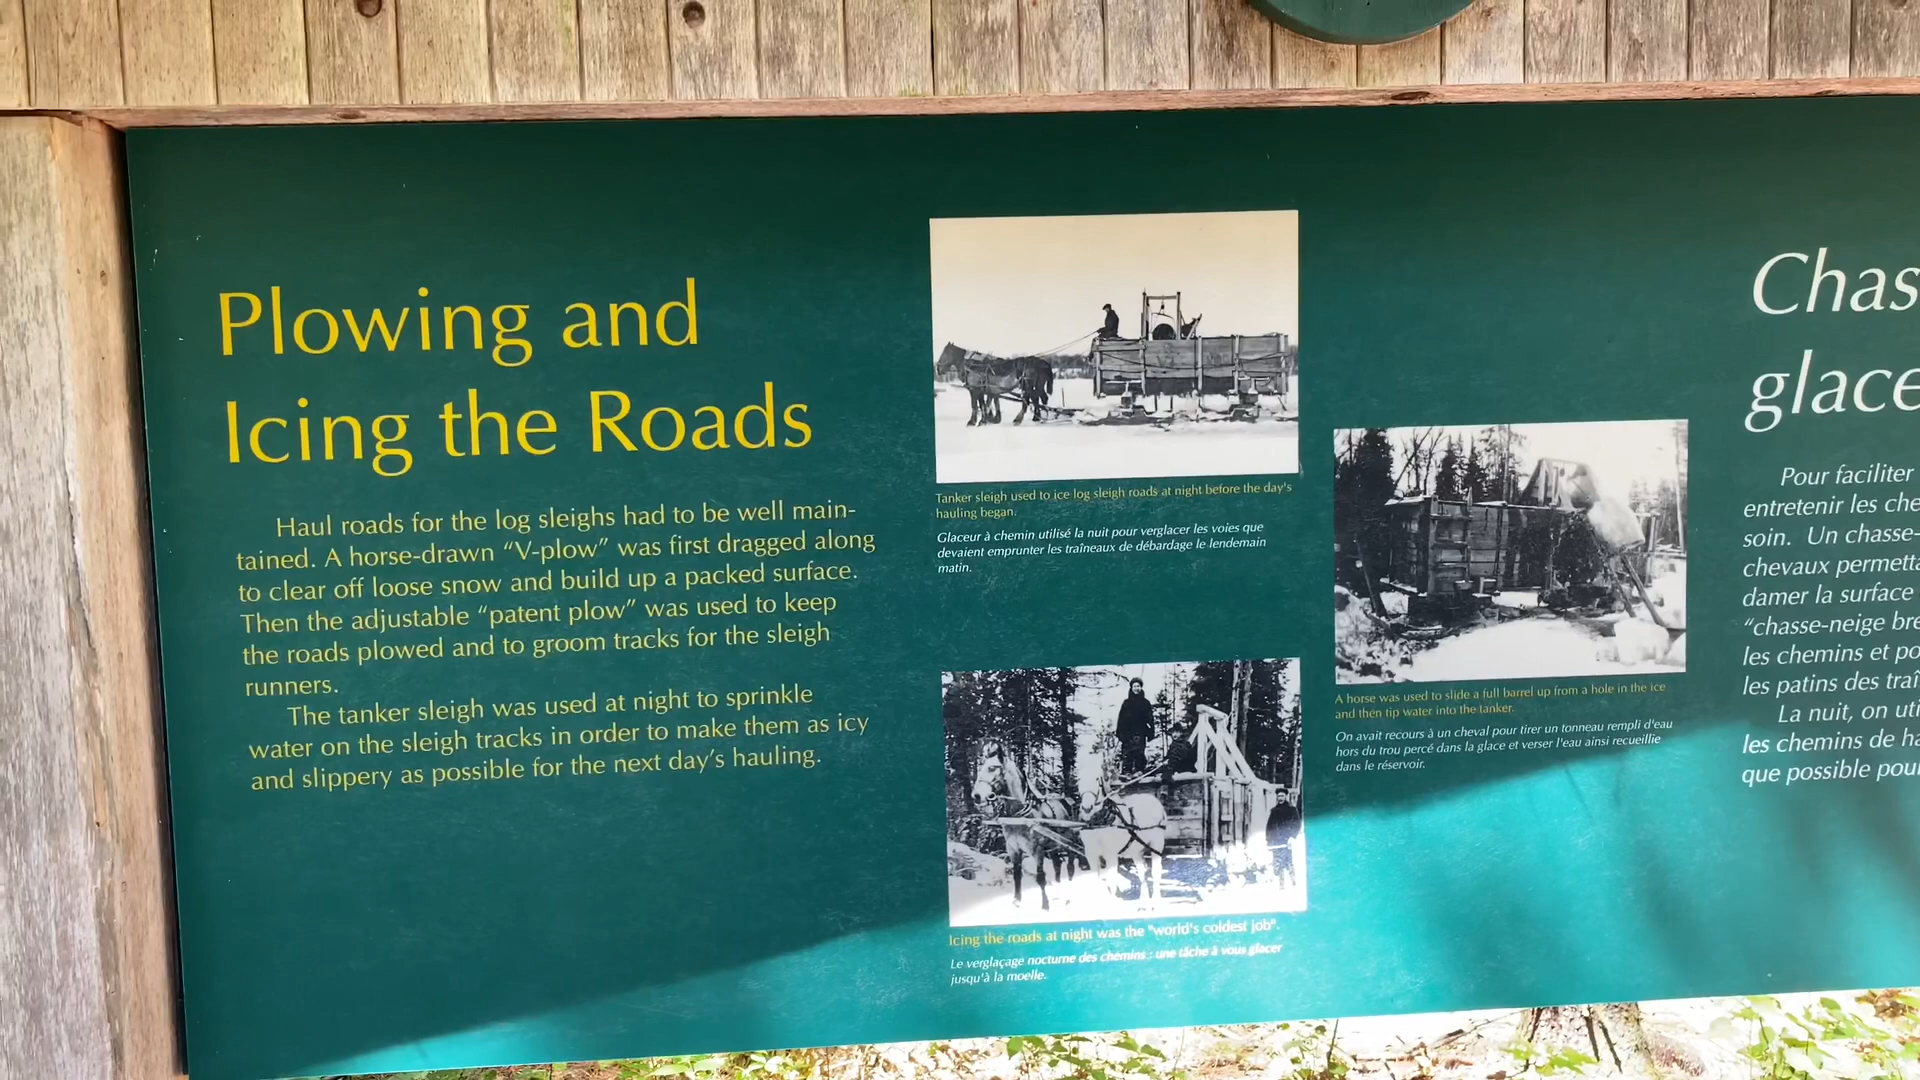 Plowing and
Icing the Roads
Haul roads for the log sleighs had to be well main-
tained. A horse-drawn “V-plow” was first dragged along
to clear off loose snow and build up a packed surface.
Then the adjustable “patent plow” was used to keep
the roads plowed and to groom tracks for the sleigh
runners.
The tanker sleigh was used at night to sprinkle
water on the sleigh tracks in order to make them as icy
and slippery as possible for the next day’s hauling.
Tanker sleigh used to ice log sleigh roads at night before the day's
hauling began.
Glaceur à chemin utilisé la nuit pour verglacer les voies que
devaient emprunter les traîneaux de débardage le lendemain
matin.
Icing the roads at night was the "world's coldest job".
Le verglaçage nocturne des chemins : une tâche à vous glacer
jusqu'à la moelle.
A horse was used to slide a full barrel up from a hole in the ice
and then tip water into the tanker.
On avait recours à un cheval pour tirer un tonneau rempli d'eau
hors du trou percé dans la glace et verser l'eau ainsi recueillie
dans le réservoir.
Chas
glace
Pour faciliter
entretenir les che
soin. Un chasse-
chevaux permetta
damer la surface
“chasse-neige bre
les chemins et po
les patins des traî
La nuit, on uti
les chemins de ha
que possible pour